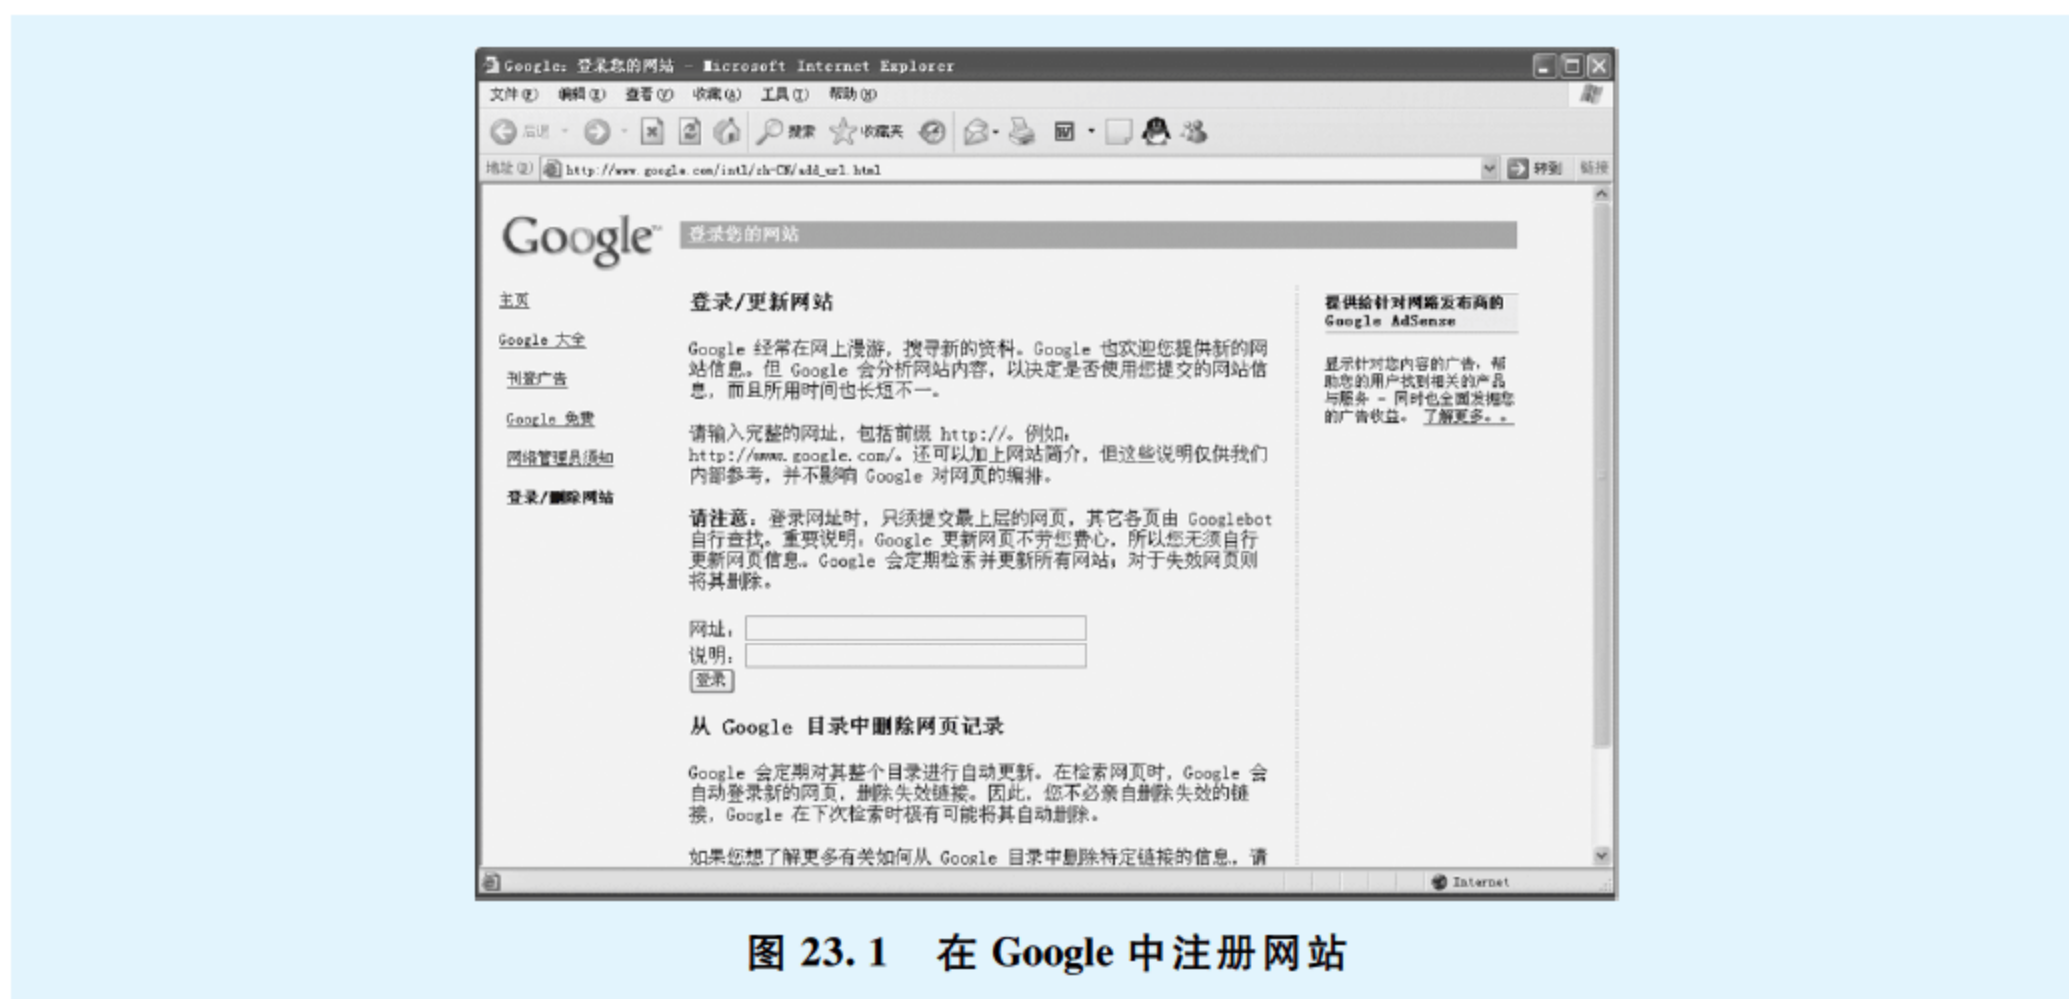 Google: 登录您的网站 - Microsoft Internet Explorer
文件(F) 编辑(E) 查看(V) 收藏(A) 工具(T) 帮助(H)
后退 搜索 收藏夹
地址(D) http://www.google.com/intl/zh-CN/add_url.html 转到 链接
Google™ 登录您的网站
主页
Google 大全
刊登广告
Google 免费
网络管理员须知
登录/删除网站
登录/更新网站
Google 经常在网上漫游, 搜寻新的资料。Google 也欢迎您提供新的网
站信息。但 Google 会分析网站内容, 以决定是否使用您提交的网站信
息, 而且所用时间也长短不一。
请输入完整的网址, 包括前缀 http://。例如:
http://www.google.com/。还可以加上网站简介, 但这些说明仅供我们
内部参考, 并不影响 Google 对网页的编排。
请注意: 登录网址时, 只须提交最上层的网页, 其它各页由 Googlebot
自行查找。重要说明: Google 更新网页不劳您费心, 所以您无须自行
更新网页信息。Google 会定期检索并更新所有网站; 对于失效网页则
将其删除。
网址:
说明:
登录
从 Google 目录中删除网页记录
Google 会定期对其整个目录进行自动更新。在检索网页时, Google 会
自动登录新的网页, 删除失效链接。因此, 您不必亲自删除失效的链
接, Google 在下次检索时极有可能将其自动删除。
如果您想了解更多有关如何从 Google 目录中删除特定链接的信息, 请
提供给针对网路发布商的
Google AdSense
显示针对您内容的广告, 帮
助您的用户找到相关的产品
与服务 - 同时也全面发掘您
的广告收益。 了解更多。。
Internet
图 23. 1 在 Google 中注册网站